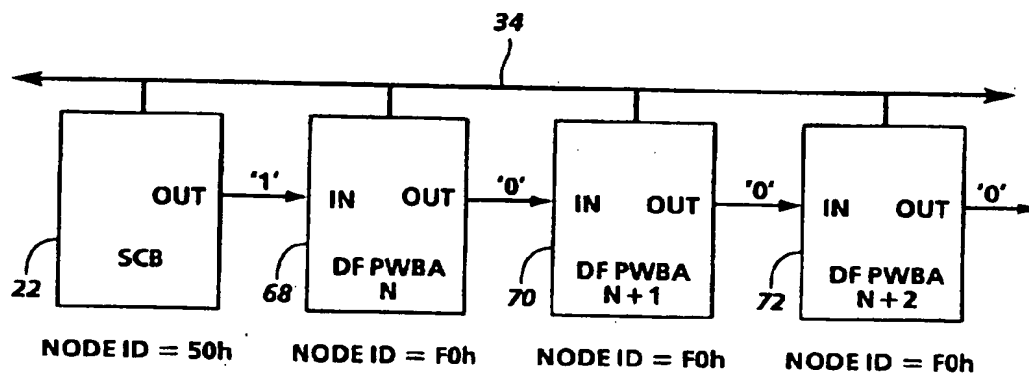 34
OUT
'1'
IN OUT
'0'
IN OUT
'0'
IN OUT
'0'
SCB
DF PWBA
N
DF PWBA
N + 1
DF PWBA
N + 2
22
68
70
72
NODE ID = 50h
NODE ID = F0h
NODE ID = F0h
NODE ID = F0h